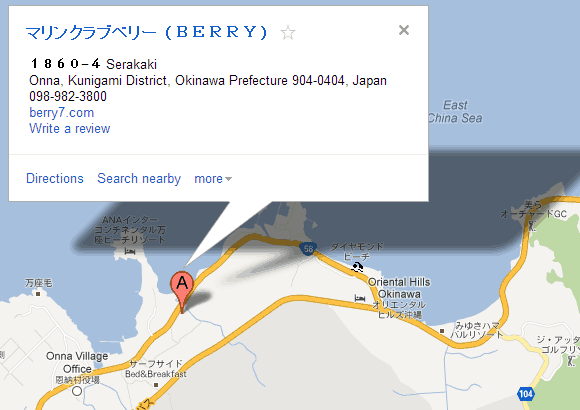 マリンクラブベリー（ＢＥＲＲＹ）
１８６０−４ Serakaki
Onna, Kunigami District, Okinawa Prefecture 904-0404, Japan
098-982-3800
berry7.com
Write a review
Directions Search nearby more
East
China Sea
ANAインター
コンチネンタル万
座ビーチリゾート
58
ダイヤモンド
ビーチ
美ら
オーチャードGC
万座毛
A
Oriental Hills
Okinawa
オリエンタル
ヒルズ沖縄
みゆきハマ
バルリゾート
ジ・アッタ
ゴルフリ
Onna Village
Office
恩納村役場
サーフサイド
Bed&Breakfast
バス
104